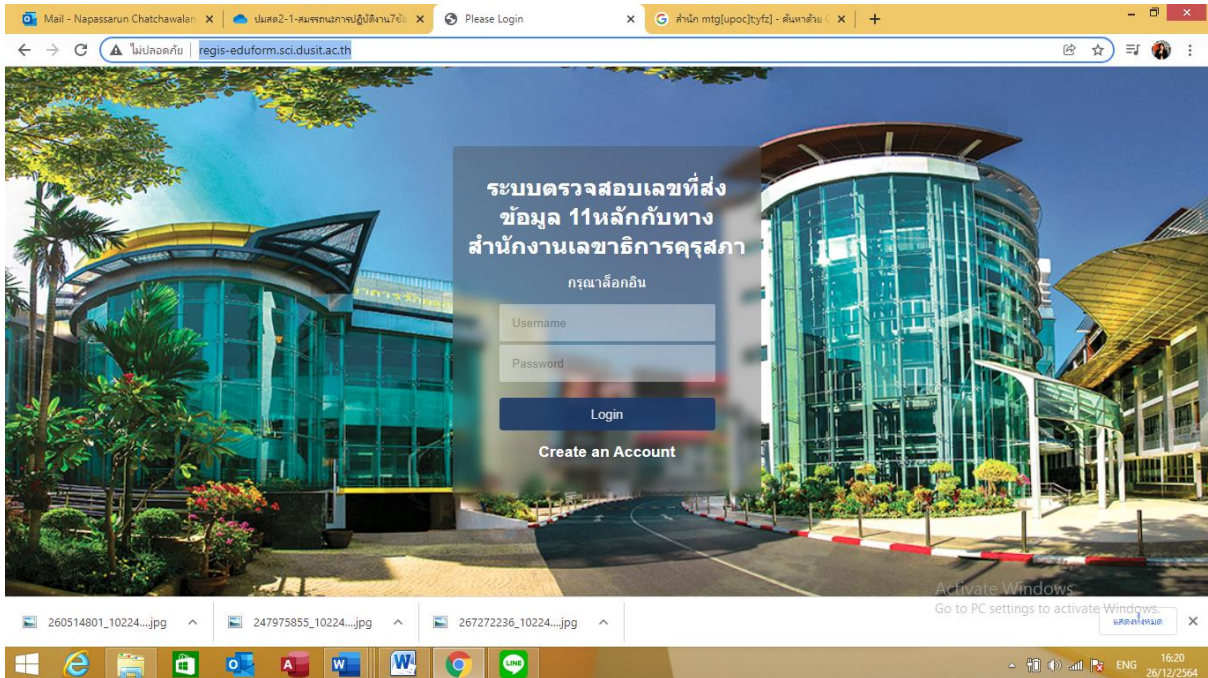 Mail - Napassarun Chatchawalan
ปมสด2-1-สมรรถนะการปฏิบัติงาน7ข้อ
Please Login
สำนัก mtg[upoc]t;yfz] - ค้นหาด้วย G
ไม่ปลอดภัย
regis-eduform.sci.dusit.ac.th
ระบบตรวจสอบเลขที่ส่ง
ข้อมูล 11หลักกับทาง
สำนักงานเลขาธิการคุรุสภา
กรุณาล็อกอิน
Username
Password
Login
Create an Account
Activate Windows
Go to PC settings to activate Windows.
260514801_10224....jpg
247975855_10224....jpg
267272236_10224....jpg
แสดงทั้งหมด
ENG
16:20
26/12/2564